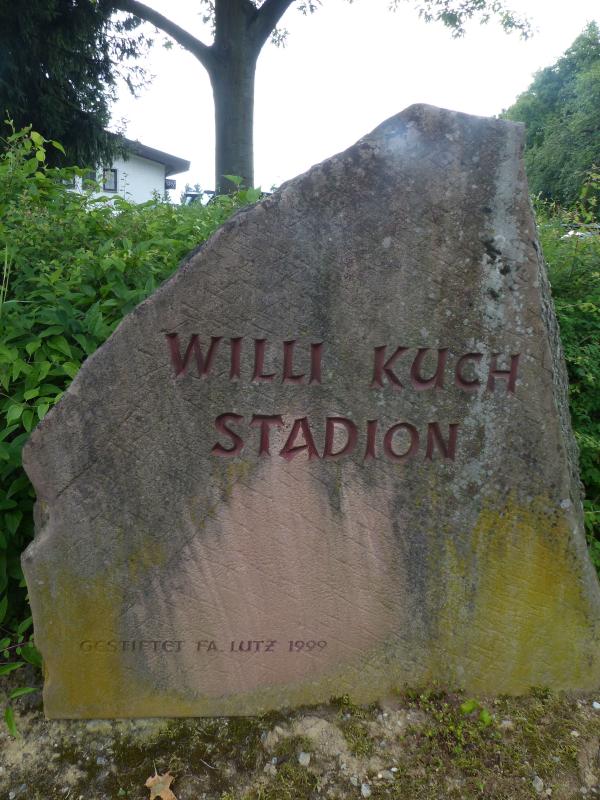 WILLI KUCH
STADION
GESTIFTET FA. LUTZ 1999